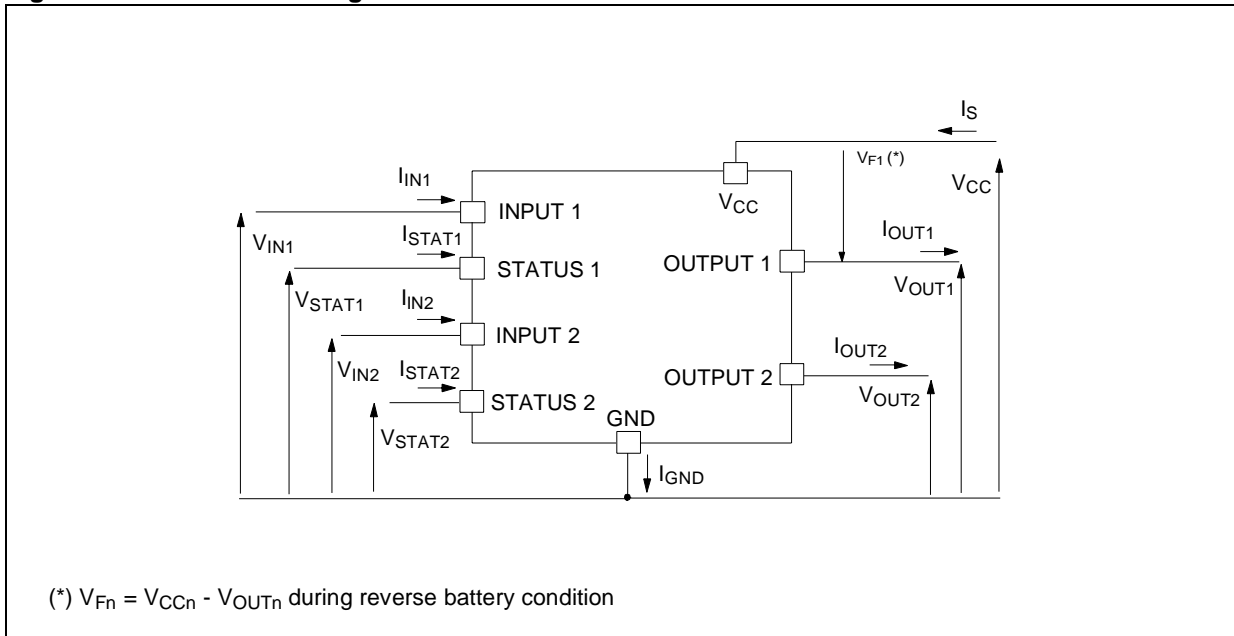 IS
VF1 (*)
VCC
VCC
IIN1
INPUT 1
VIN1
ISTAT1
STATUS 1
VSTAT1
IIN2
INPUT 2
VIN2
ISTAT2
STATUS 2
VSTAT2
OUTPUT 1
IOUT1
VOUT1
OUTPUT 2
IOUT2
VOUT2
GND
IGND
(*) VFn = VCCn - VOUTn during reverse battery condition